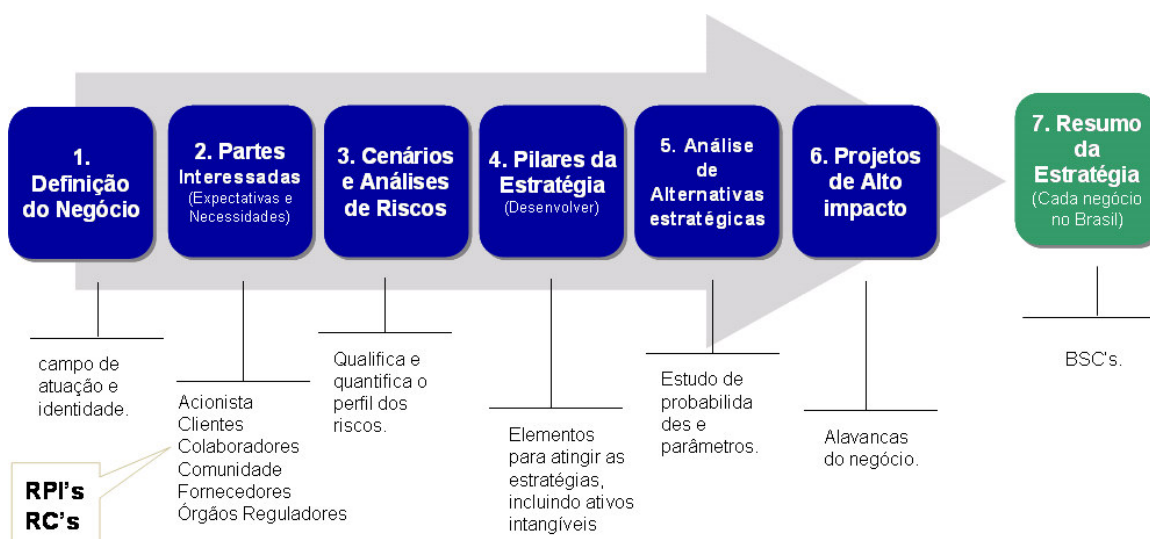 1.
Definição
do Negócio
2. Partes
Interessadas
(Expectativas e
Necessidades)
3. Cenários
e Análises
de Riscos
4. Pilares da
Estratégia
(Desenvolver)
5. Análise
de
Alternativas
estratégicas
6. Projetos
de Alto
impacto
7. Resumo
da
Estratégia
(Cada negócio
no Brasil)
campo de
atuação e
identidade.
Acionista
Clientes
Colaboradores
Comunidade
Fornecedores
Órgãos Reguladores
RPI's
RC's
Qualifica e
quantifica o
perfil dos
riscos.
Elementos
para atingir as
estratégias,
incluindo ativos
intangíveis
Estudo de
probabilida
des e
parâmetros.
Alavancas
do negócio.
BSC's.